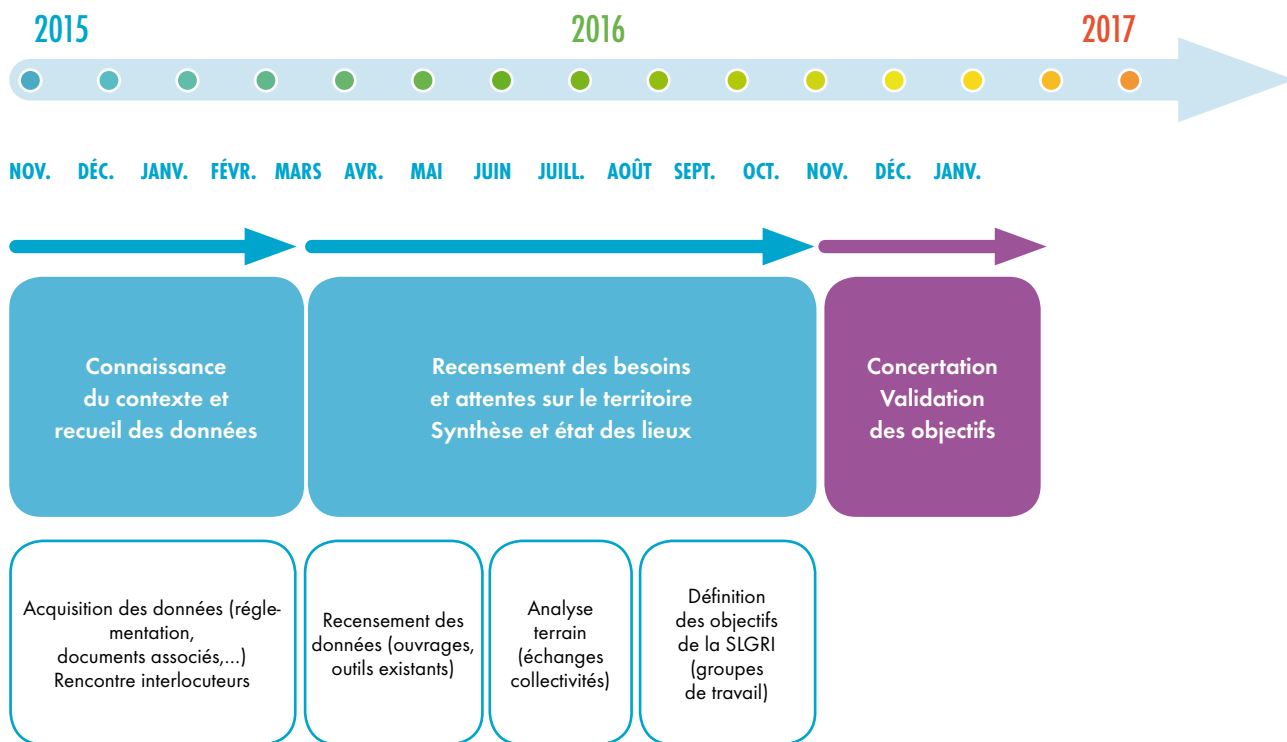 2015 2016 2017
NOV. DÉC. JANV. FÉVR. MARS AVR. MAI JUIN JUILL. AOÛT SEPT. OCT. NOV. DÉC. JANV.
Connaissance
du contexte et
recueil des données
Recensement des besoins
et attentes sur le territoire
Synthèse et état des lieux
Concertation
Validation
des objectifs
Acquisition des données (régle-
mentation,
documents associés,...)
Rencontre interlocuteurs
Recensement des
données (ouvrages,
outils existants)
Analyse
terrain
(échanges
collectivités)
Définition
des objectifs
de la SLGRI
(groupes
de travail)